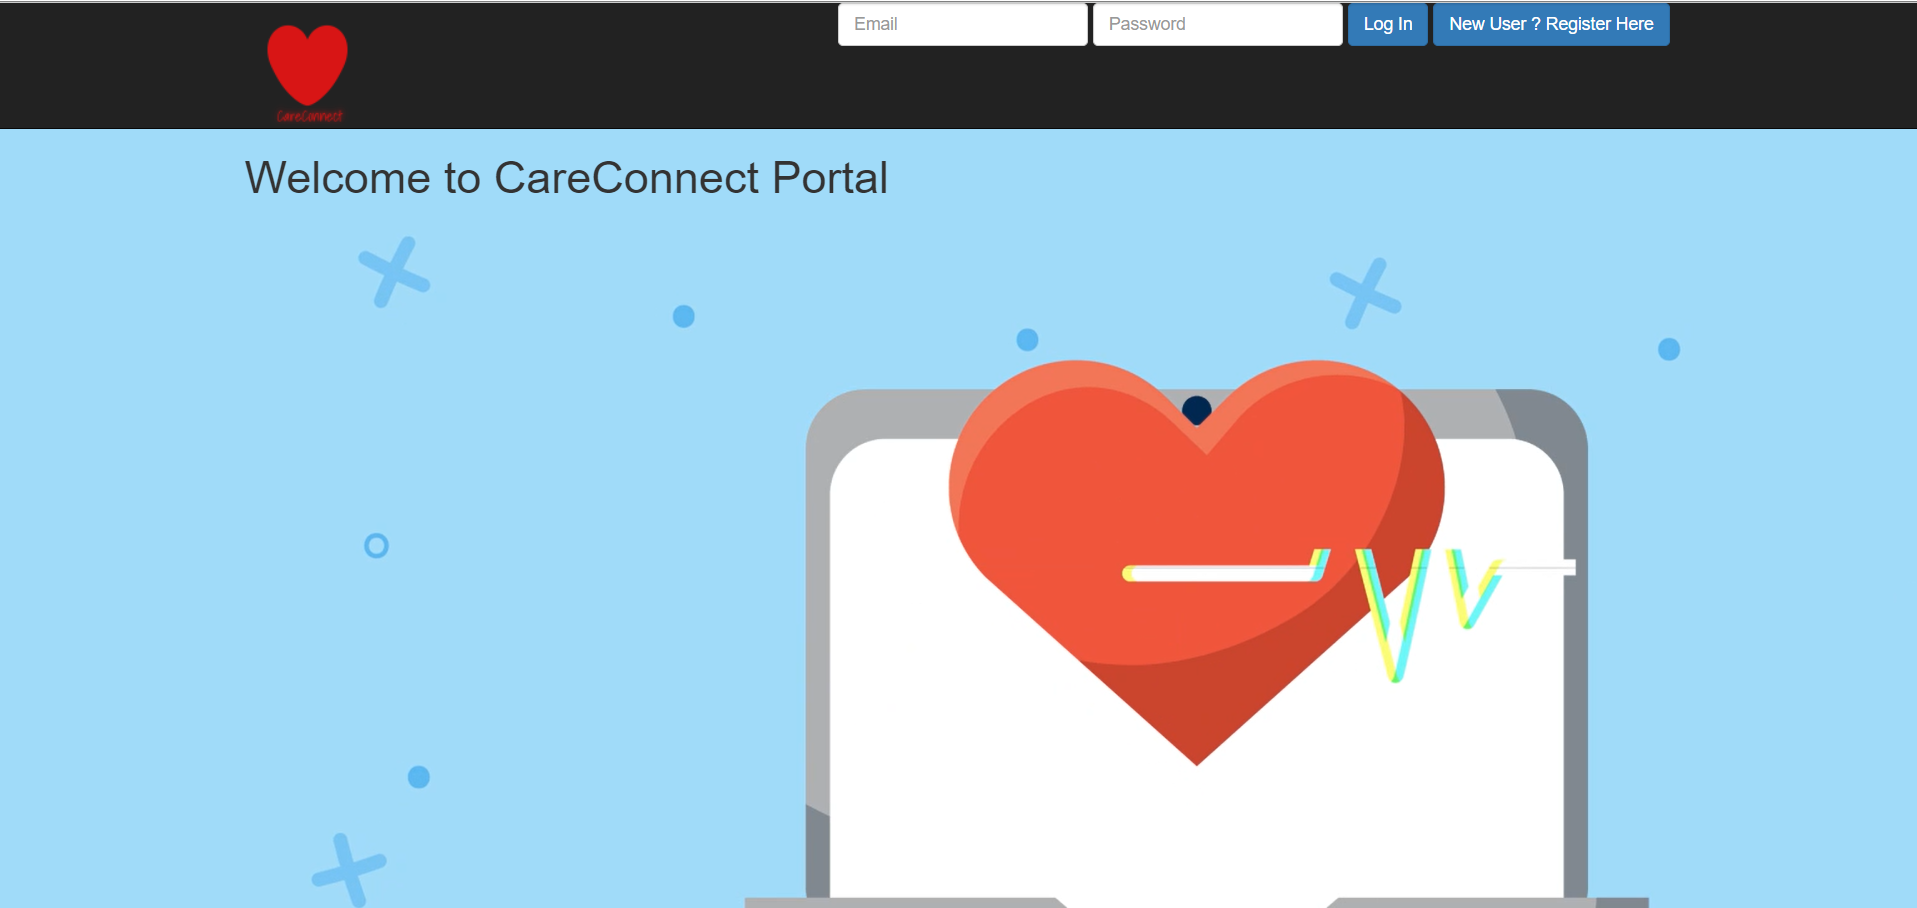 Email Password Log In New User ? Register Here
CareConnect
Welcome to CareConnect Portal